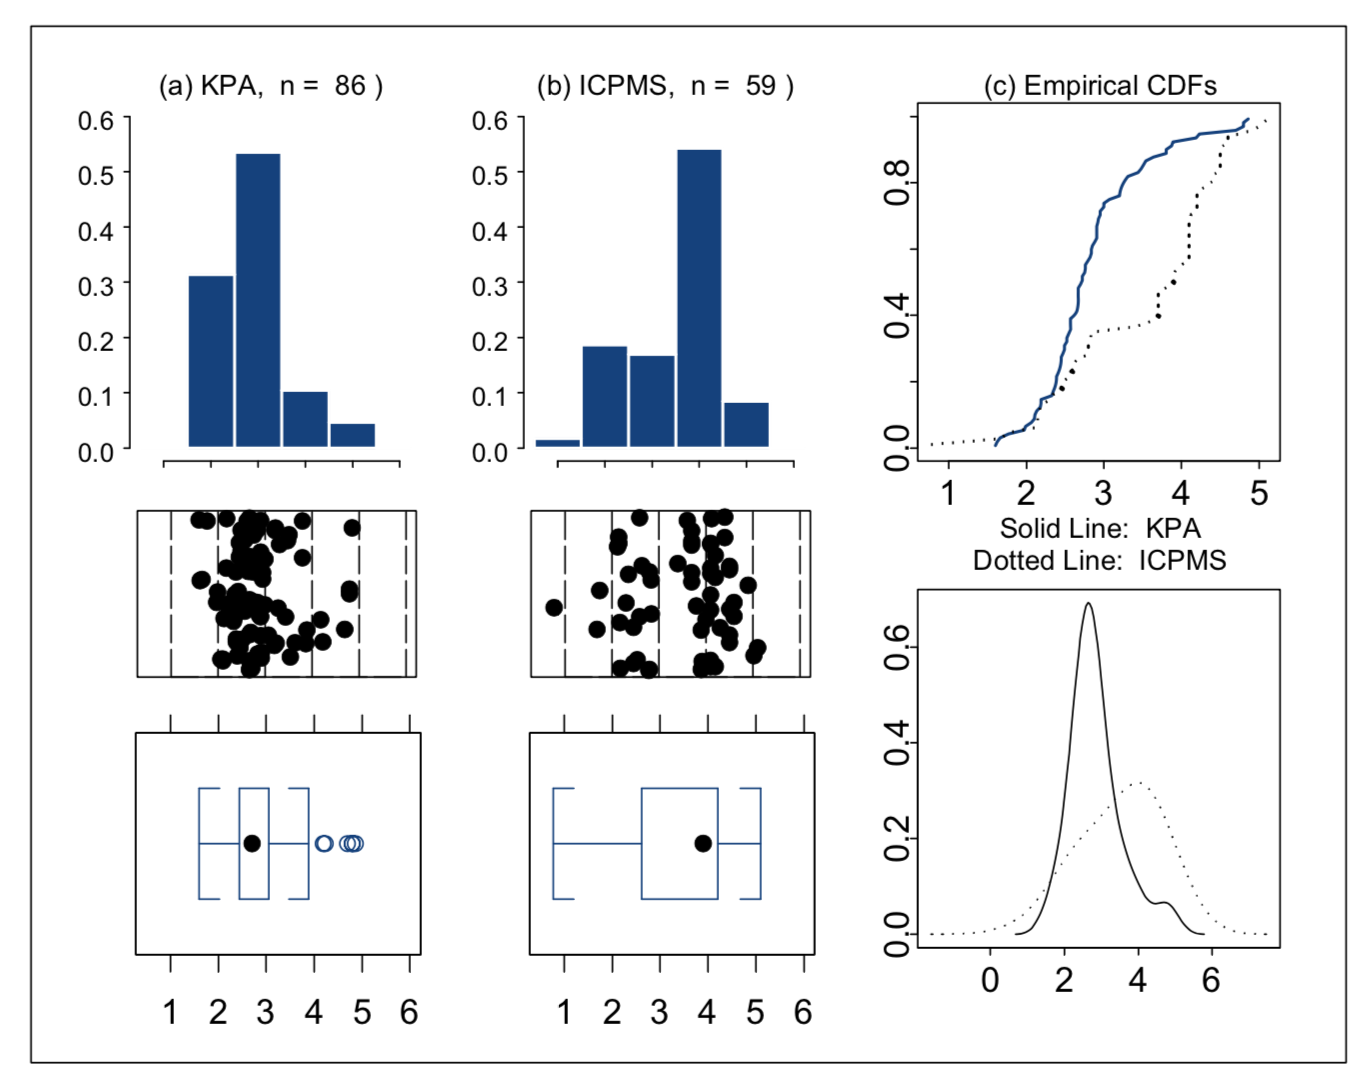 (a) KPA, n = 86 )
0.6
0.5
0.4
0.3
0.2
0.1
0.0
1 2 3 4 5 6
(b) ICPMS, n = 59 )
0.6
0.5
0.4
0.3
0.2
0.1
0.0
1 2 3 4 5 6
(c) Empirical CDFs
0.8
0.4
0.0
1 2 3 4 5
Solid Line: KPA
Dotted Line: ICPMS
0.6
0.4
0.2
0.0
0 2 4 6